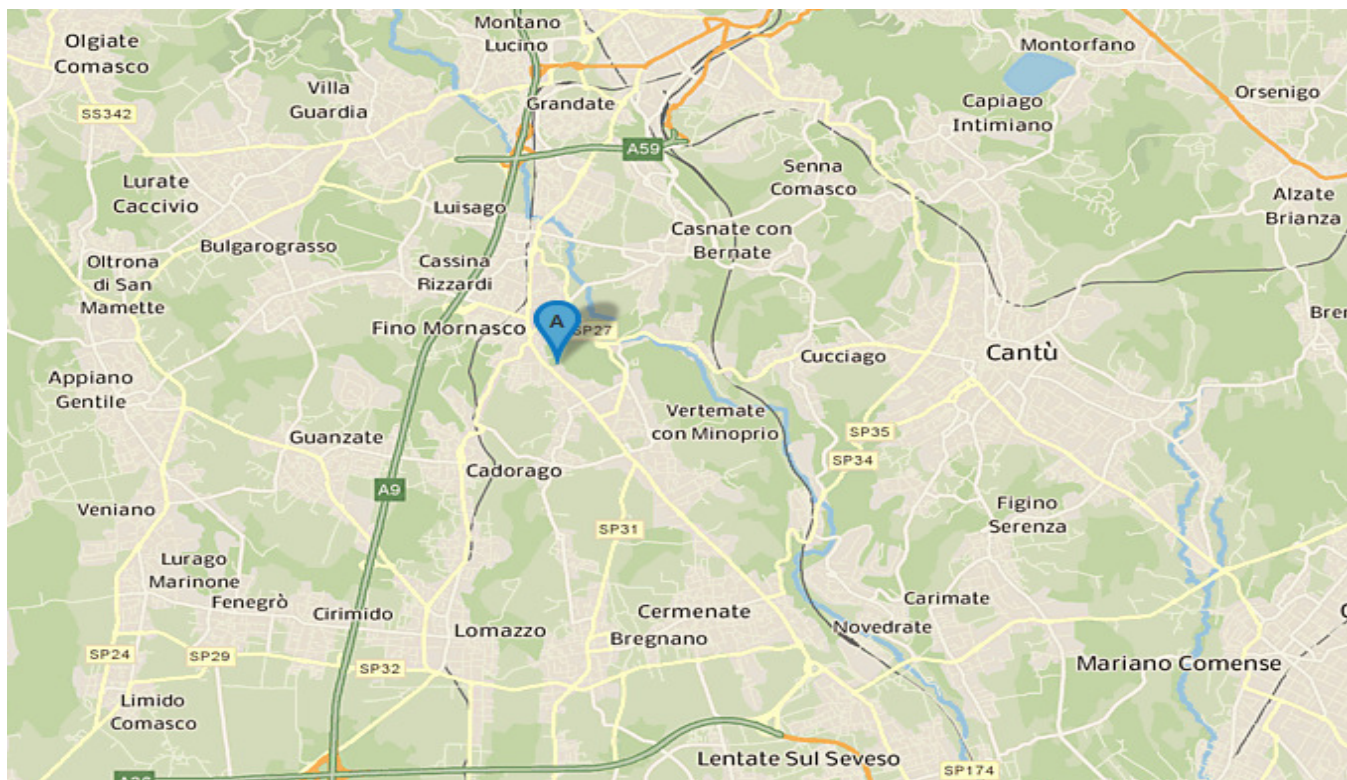 Montano
Lucino
Olgiate
Comasco
Montorfano
Villa
Guardia
Grandate
Orsenigo
SS342
Capiago
Intimiano
A59
Senna
Comasco
Lurate
Caccivio
Alzate
Brianza
Luisago
Casnate con
Bernate
Bulgarograsso
Oltrona
di San
Mamette
Cassina
Rizzardi
Fino Mornasco
A
SP27
Cucciago
Cantù
Appiano
Gentile
Vertemate
con Minoprio
Guanzate
SP35
SP34
Cadorago
A9
Veniano
Figino
Serenza
SP31
Lurago
Marinone
Fenegrò
Cirimido
Cermenate
Carimate
Lomazzo
Bregnano
Novedrate
SP24
SP29
SP32
Mariano Comense
Limido
Comasco
Lentate Sul Seveso
SP174